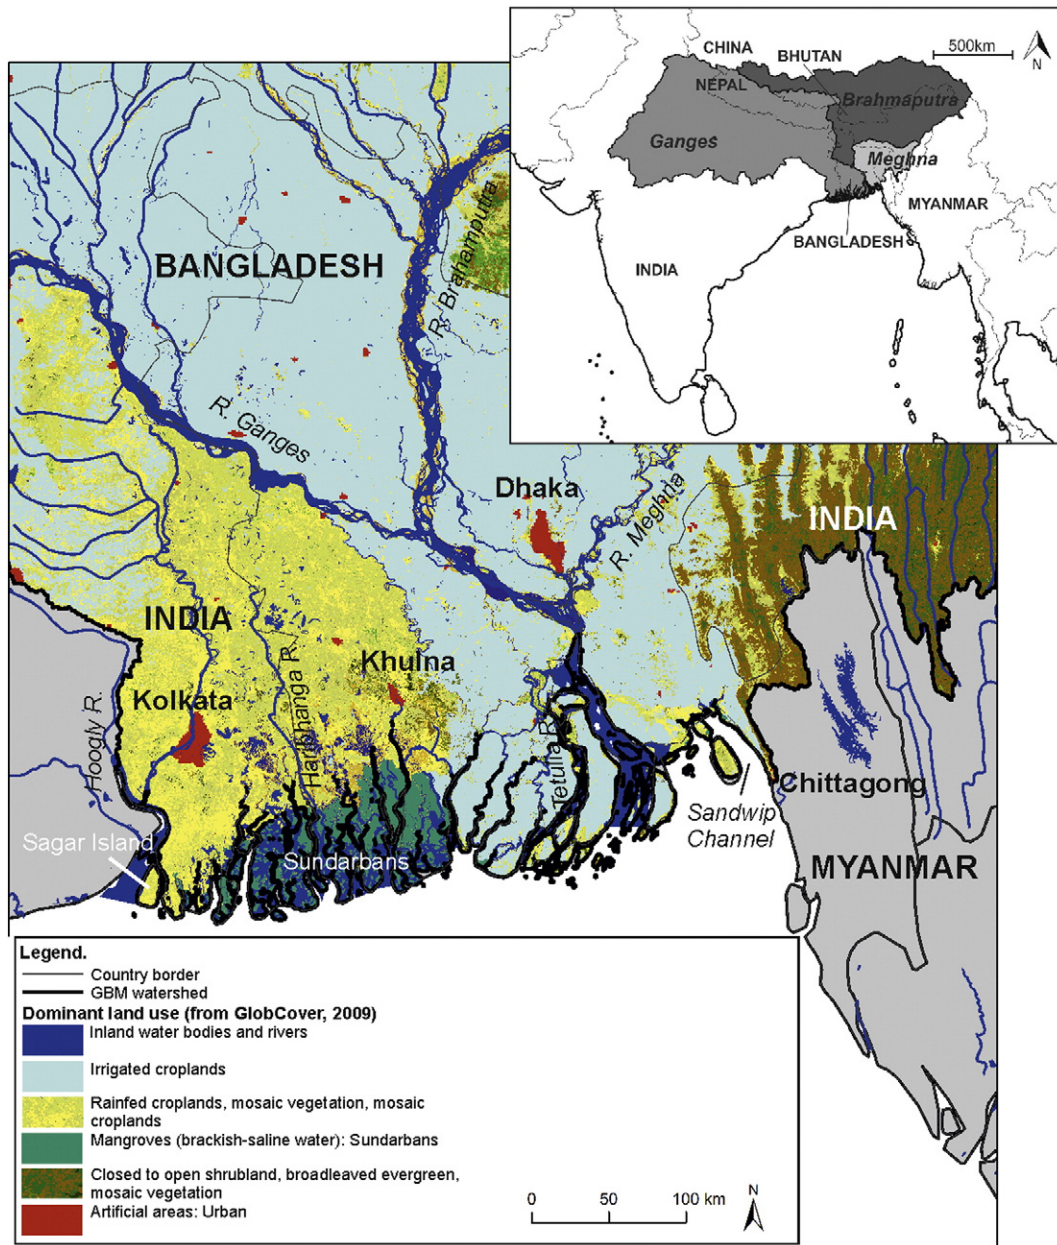 CHINA
BHUTAN
500km
N
NEPAL
Brahmaputra
Ganges
Meghna
MYANMAR
BANGLADESH
INDIA
BANGLADESH
R. Brahamputra
R. Ganges
Dhaka
R. Meghna
INDIA
INDIA
Khulna
Kolkata
Haribhanga R.
Hoogly R.
Tetulia R.
Chittagong
Sandwip
Channel
Sagar Island
Sundarbans
MYANMAR
Legend.
Country border
GBM watershed
Dominant land use (from GlobCover, 2009)
Inland water bodies and rivers
Irrigated croplands
Rainfed croplands, mosaic vegetation, mosaic
croplands
Mangroves (brackish-saline water): Sundarbans
Closed to open shrubland, broadleaved evergreen,
mosaic vegetation
Artificial areas: Urban
0 50 100 km
N